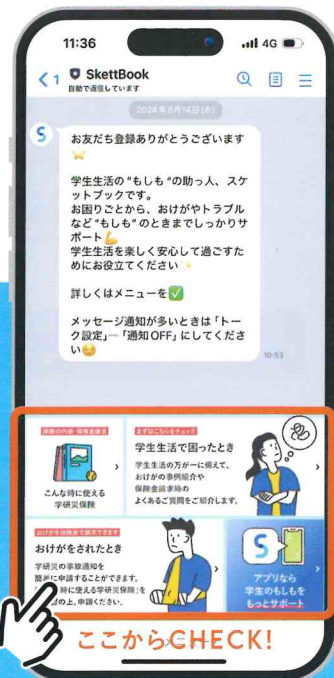 11:36
4G
1
SkettBook
自動で返信しています
2024年8月14日(水)
S
お友だち登録ありがとうございます
学生生活の"もしも"の助っ人、スケ
ットブックです。
お困りごとから、おけがやトラブル
など"もしも"のときまでしっかりサ
ポート
学生生活を楽しく安心して過ごすた
めにお役立てください
詳しくはメニューを
メッセージ通知が多いときは「トー
ク設定」→「通知OFF」にしてくださ
い
10:53
保険の内容・保険金請求
こんな時に使える
学研災保険
まずはこちらをチェック
学生生活で困ったとき
学生生活の万が一に備えて、
おけがの事例紹介や
保険金請求時の
よくあるご質問をご紹介します。
おけがを保険金で請求できます
おけがをされたとき
学研災の事故通知を
簡単に申請することができます。
時に使える学研災保険」を
の上、申請ください。
S
アプリなら
学生のもしもを
もっとサポート
ここからCHECK!